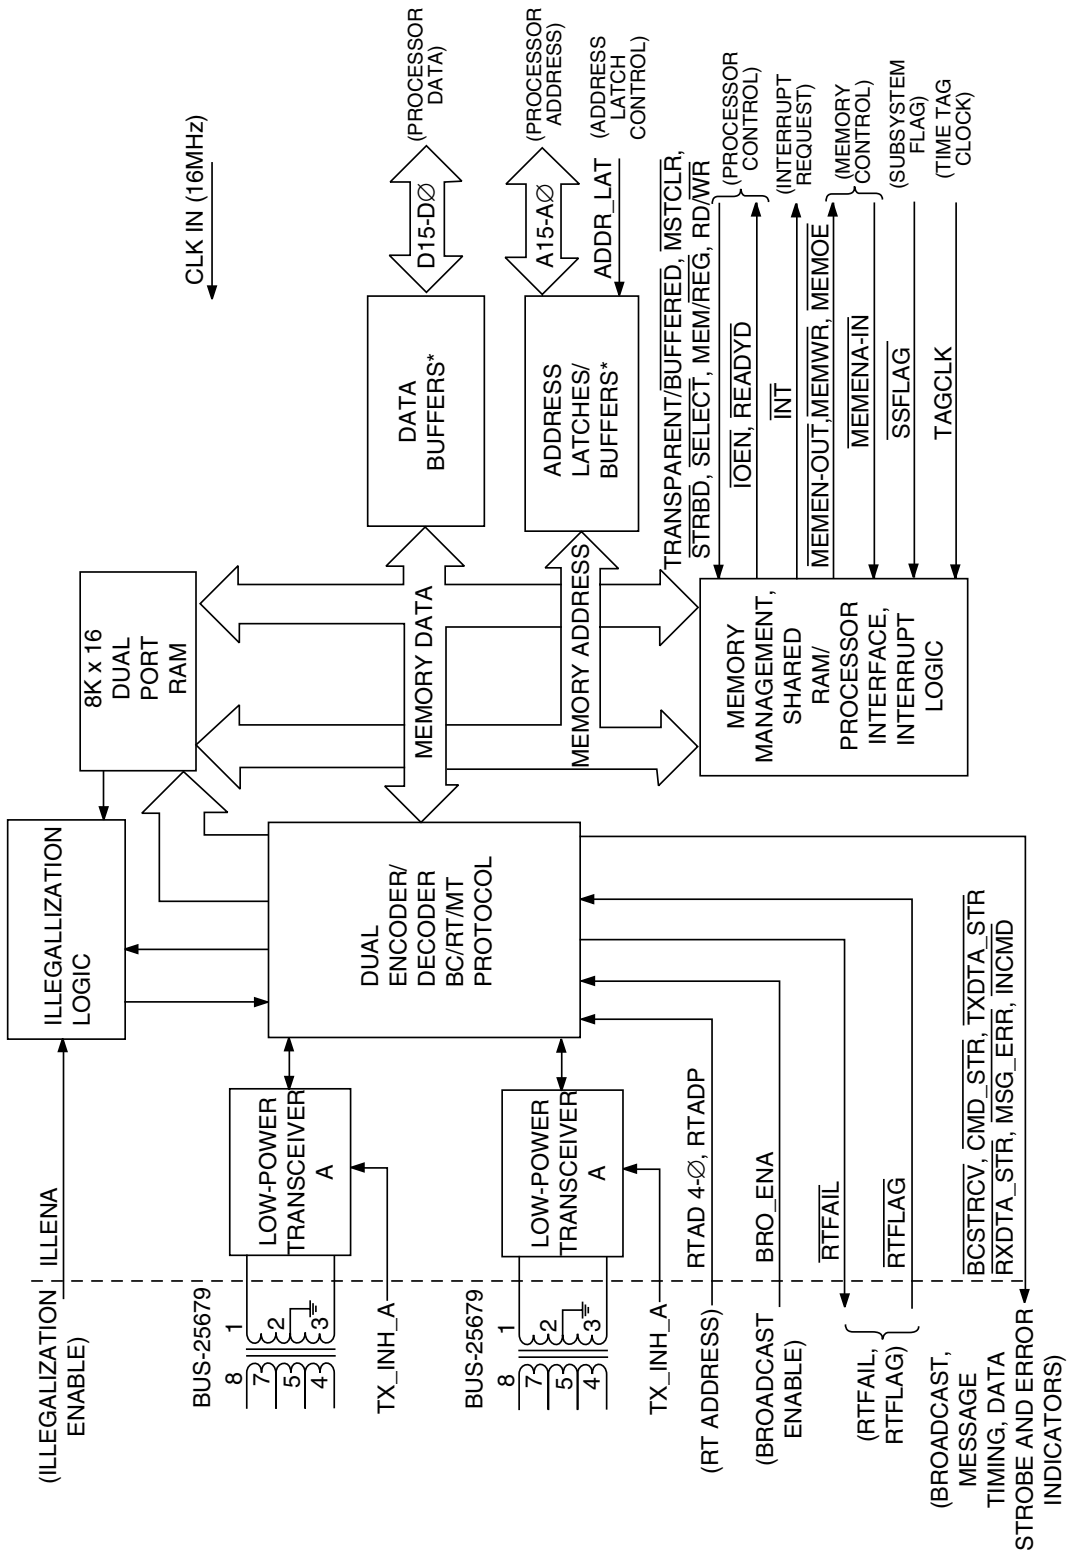 (ILLEGALIZATION
ENABLE)
ILLENA
ILLEGALLIZATION
LOGIC
8K x 16
DUAL
PORT
RAM
CLK IN (16MHz)
BUS-25679
8
7
5
4
1
2
3
TX_INH_A
LOW-POWER
TRANSCEIVER
A
DUAL
ENCODER/
DECODER
BC/RT/MT
PROTOCOL
MEMORY DATA
DATA
BUFFERS*
D15-DØ
(PROCESSOR
DATA)
BUS-25679
8
7
5
4
1
2
3
TX_INH_A
LOW-POWER
TRANSCEIVER
A
MEMORY ADDRESS
ADDRESS
LATCHES/
BUFFERS*
A15-AØ
(PROCESSOR
ADDRESS)
ADDR_LAT
(ADDRESS
LATCH
CONTROL)
(RT ADDRESS)
RTAD 4-Ø, RTADP
(BROADCAST
ENABLE)
BRO_ENA
(RTFAIL,
RTFLAG)
RTFAIL
RTFLAG
(BROADCAST,
MESSAGE
TIMING, DATA
STROBE AND ERROR
INDICATORS)
BCSTRCV, CMD_STR, TXDTA_STR
RXDTA_STR, MSG_ERR, INCMD
MEMORY
MANAGEMENT,
SHARED
RAM/
PROCESSOR
INTERFACE,
INTERRUPT
LOGIC
TRANSPARENT/BUFFERED, MSTCLR,
STRBD, SELECT, MEM/REG, RD/WR
IOEN, READYD
(PROCESSOR
CONTROL)
INT
(INTERRUPT
REQUEST)
MEMEN-OUT,MEMWR, MEMOE
MEMENA-IN
(MEMORY
CONTROL)
SSFLAG
(SUBSYSTEM
FLAG)
TAGCLK
(TIME TAG
CLOCK)